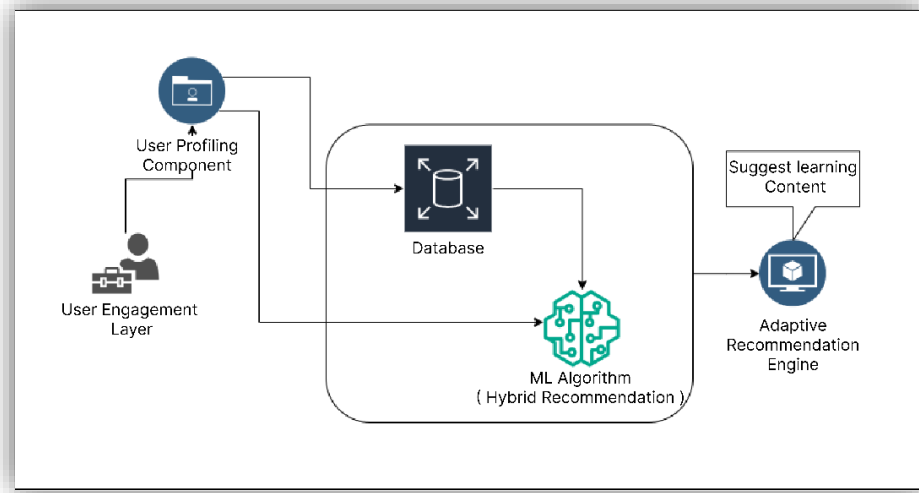 User Profiling
Component
User Engagement
Layer
Database
ML Algorithm
( Hybrid Recommendation )
Suggest learning
Content
Adaptive
Recommendation
Engine